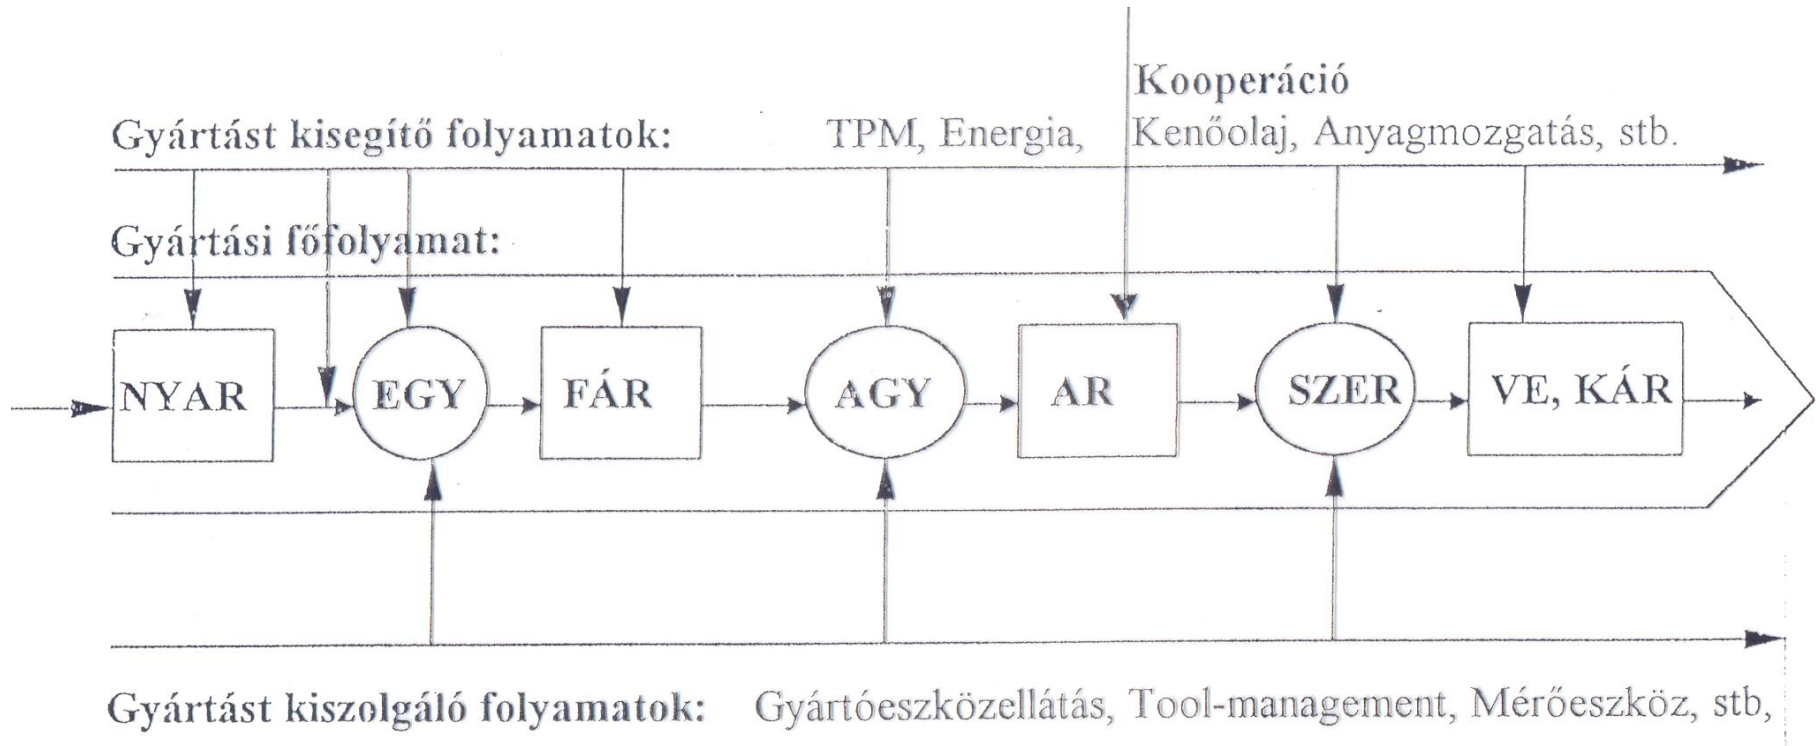 Kooperáció
Gyártást kisegítő folyamatok: TPM, Energia, Kenőolaj, Anyagmozgatás, stb.
Gyártási főfolyamat:
NYAR EGY FÁR AGY AR SZER VE, KÁR
Gyártást kiszolgáló folyamatok: Gyártóeszközellátás, Tool-management, Mérőeszköz, stb,